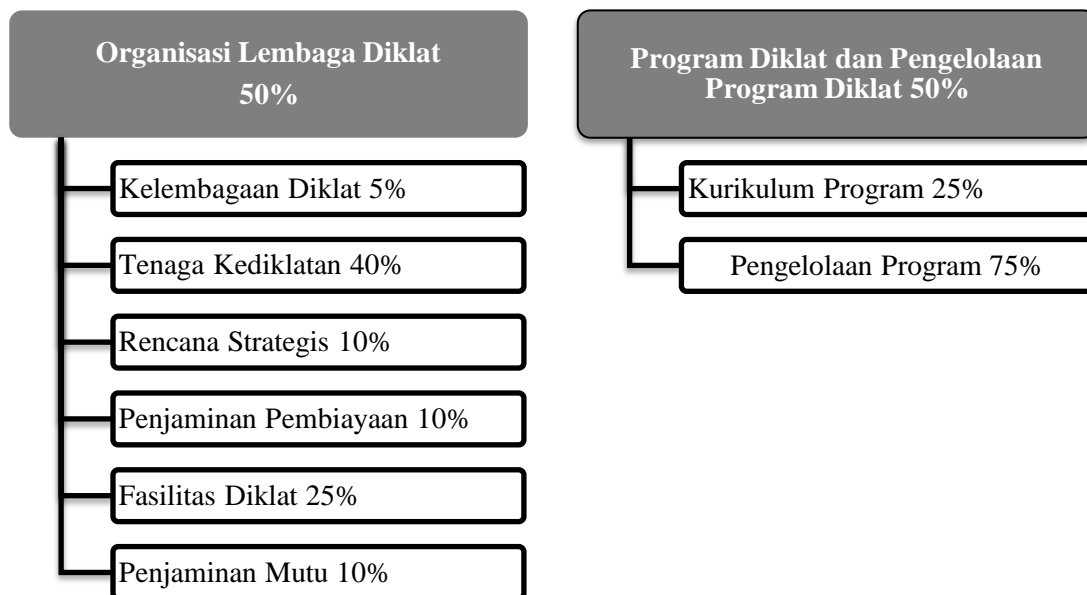 Organisasi Lembaga Diklat
50%
Kelembagaan Diklat 5%
Tenaga Kediklatan 40%
Rencana Strategis 10%
Penjaminan Pembiayaan 10%
Fasilitas Diklat 25%
Penjaminan Mutu 10%
Program Diklat dan Pengelolaan
Program Diklat 50%
Kurikulum Program 25%
Pengelolaan Program 75%